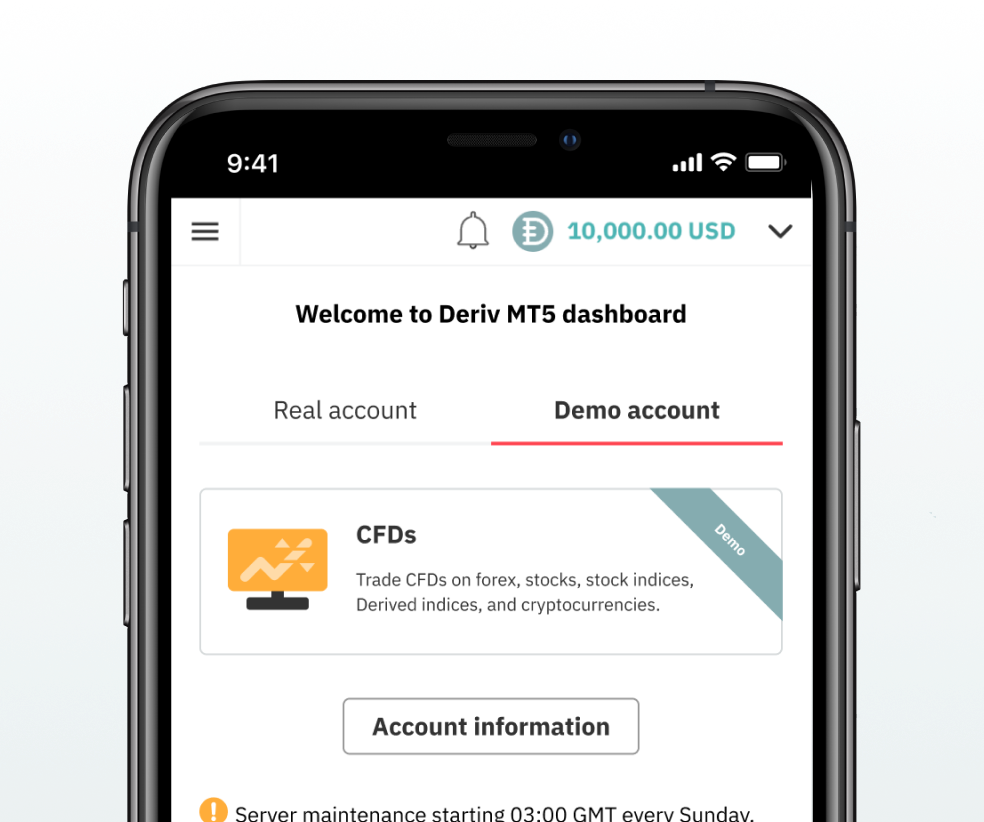 9:41
10,000.00 USD
Welcome to Deriv MT5 dashboard
Real account
Demo account
CFDs
Demo
Trade CFDs on forex, stocks, stock indices,
Derived indices, and cryptocurrencies.
Account information
Server maintenance starting 03:00 GMT every Sunday.